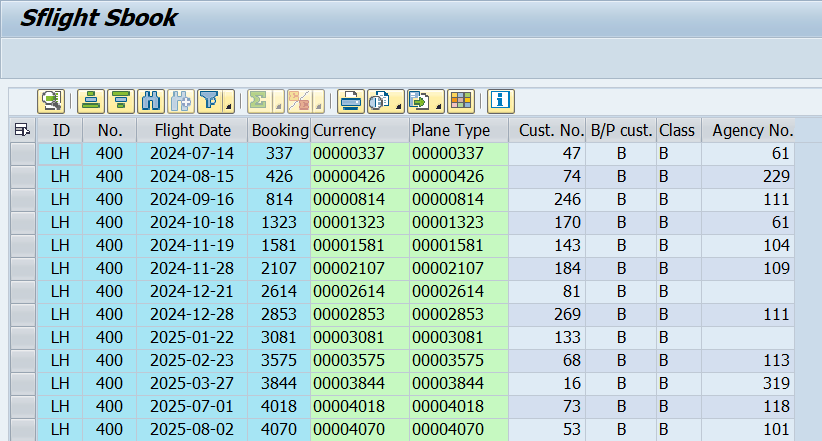 Sflight Sbook
ID No. Flight Date Booking Currency Plane Type Cust. No. B/P cust. Class Agency No.
LH 400 2024-07-14 337 00000337 00000337 47 B B 61
LH 400 2024-08-15 426 00000426 00000426 74 B B 229
LH 400 2024-09-16 814 00000814 00000814 246 B B 111
LH 400 2024-10-18 1323 00001323 00001323 170 B B 61
LH 400 2024-11-19 1581 00001581 00001581 143 B B 104
LH 400 2024-11-28 2107 00002107 00002107 184 B B 109
LH 400 2024-12-21 2614 00002614 00002614 81 B B
LH 400 2024-12-28 2853 00002853 00002853 269 B B 111
LH 400 2025-01-22 3081 00003081 00003081 133 B B
LH 400 2025-02-23 3575 00003575 00003575 68 B B 113
LH 400 2025-03-27 3844 00003844 00003844 16 B B 319
LH 400 2025-07-01 4018 00004018 00004018 73 B B 118
LH 400 2025-08-02 4070 00004070 00004070 53 B B 101